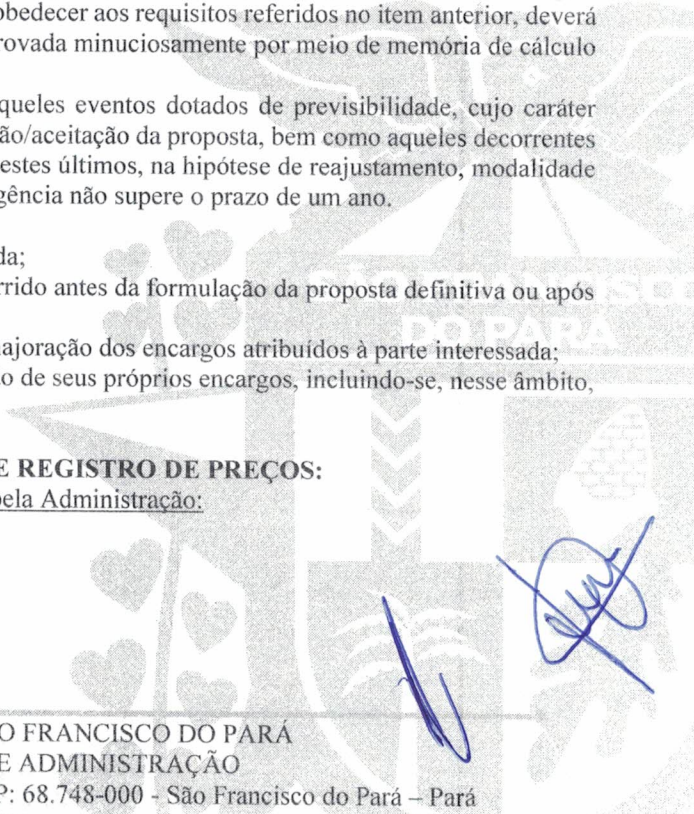 obedecer aos requisitos referidos no item anterior, deverá
rovada minuciosamente por meio de memória de cálculo
queles eventos dotados de previsibilidade, cujo caráter
ão/aceitação da proposta, bem como aqueles decorrentes
estes últimos, na hipótese de reajustamento, modalidade
gência não supere o prazo de um ano.
da;
rrido antes da formulação da proposta definitiva ou após
DO PARÁ
najoração dos encargos atribuídos à parte interessada;
o de seus próprios encargos, incluindo-se, nesse âmbito,
E REGISTRO DE PREÇOS:
pela Administração:
O FRANCISCO DO PARÁ
E ADMINISTRAÇÃO
P: 68.748-000 - São Francisco do Pará – Pará